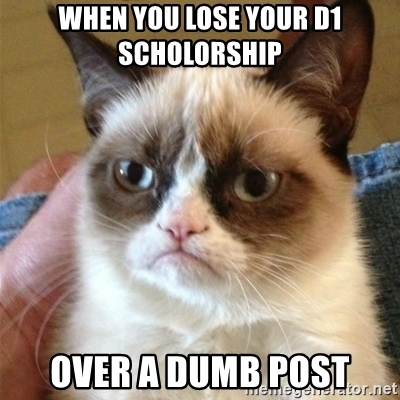 WHEN YOU LOSE YOUR D1
SCHOLORSHIP
OVER A DUMB POST
memegenerator.net